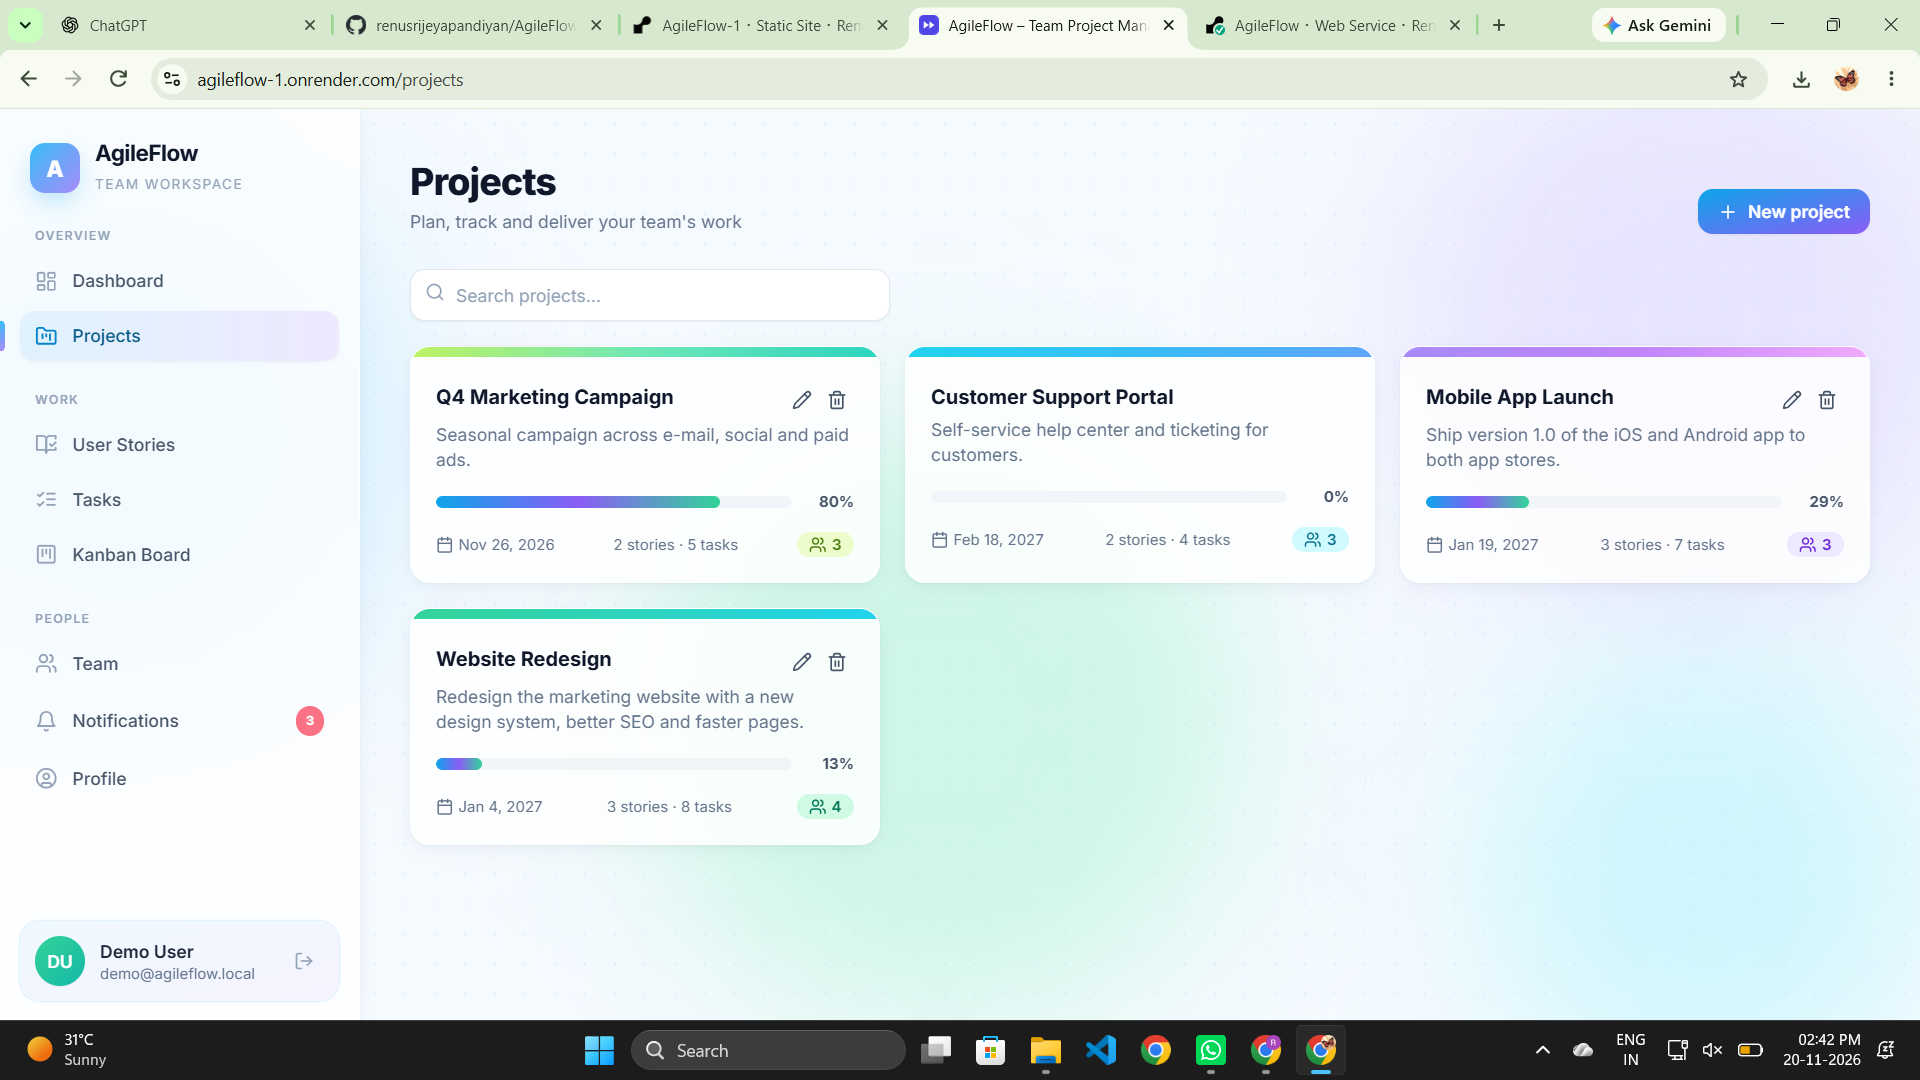 ChatGPT
renusrijeyapandiyan/AgileFlow
AgileFlow-1 · Static Site · Ren
AgileFlow – Team Project Man
AgileFlow · Web Service · Ren
Ask Gemini
agileflow-1.onrender.com/projects
A
AgileFlow
TEAM WORKSPACE
OVERVIEW
Dashboard
Projects
WORK
User Stories
Tasks
Kanban Board
PEOPLE
Team
Notifications
3
Profile
DU
Demo User
demo@agileflow.local
Projects
Plan, track and deliver your team's work
+ New project
Search projects...
Q4 Marketing Campaign
Seasonal campaign across e-mail, social and paid
ads.
80%
Nov 26, 2026
2 stories · 5 tasks
3
Customer Support Portal
Self-service help center and ticketing for
customers.
0%
Feb 18, 2027
2 stories · 4 tasks
3
Mobile App Launch
Ship version 1.0 of the iOS and Android app to
both app stores.
29%
Jan 19, 2027
3 stories · 7 tasks
3
Website Redesign
Redesign the marketing website with a new
design system, better SEO and faster pages.
13%
Jan 4, 2027
3 stories · 8 tasks
4
31°C
Sunny
Search
R
ENG
IN
02:42 PM
20-11-2026